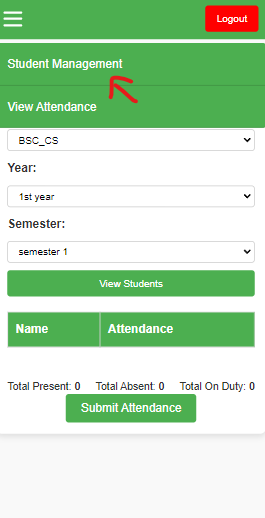 Logout
Student Management
View Attendance
BSC_CS
Year:
1st year
Semester:
semester 1
View Students
Name Attendance
Total Present: 0 Total Absent: 0 Total On Duty: 0
Submit Attendance